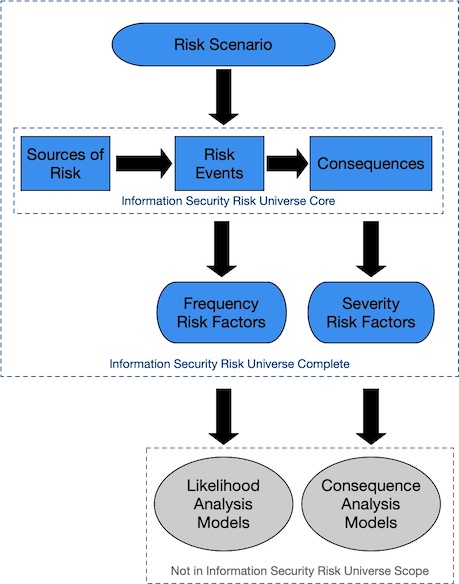 Risk Scenario
Sources of
Risk
Risk
Events
Consequences
Information Security Risk Universe Core
Frequency
Risk Factors
Severity
Risk Factors
Information Security Risk Universe Complete
Likelihood
Analysis
Models
Consequence
Analysis
Models
Not in Information Security Risk Universe Scope